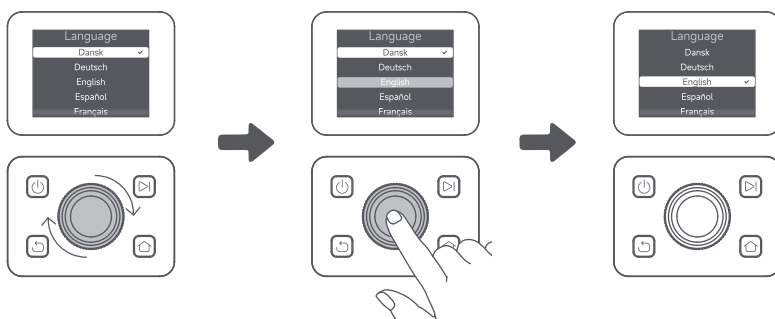 Language
Dansk
Deutsch
English
Español
Français
Language
Dansk
Deutsch
English
Español
Français
Language
Dansk
Deutsch
English
Español
Français